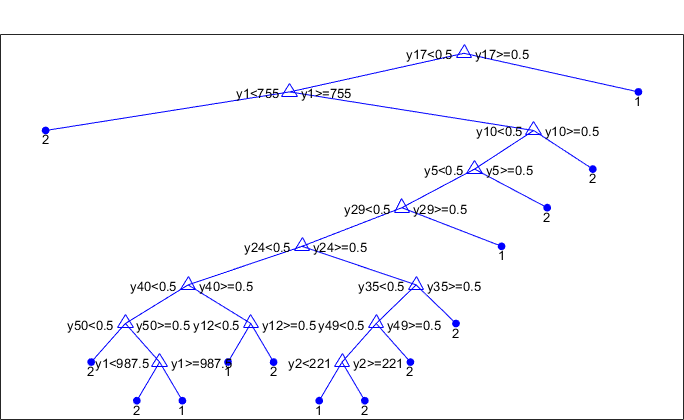 y17<0.5 y17>=0.5
y1<755 y1>=755
1
2
y10<0.5 y10>=0.5
y5<0.5 y5>=0.5
2
y29<0.5 y29>=0.5
2
y24<0.5 y24>=0.5
1
y40<0.5 y40>=0.5 y35<0.5 y35>=0.5
y50<0.5 y50>=0.5 y12<0.5 y12>=0.5 y49<0.5 y49>=0.5
2
y1<987.5 y1>=987.5 y2<221 y2>=221
2 1 2 2
2 1 1 2